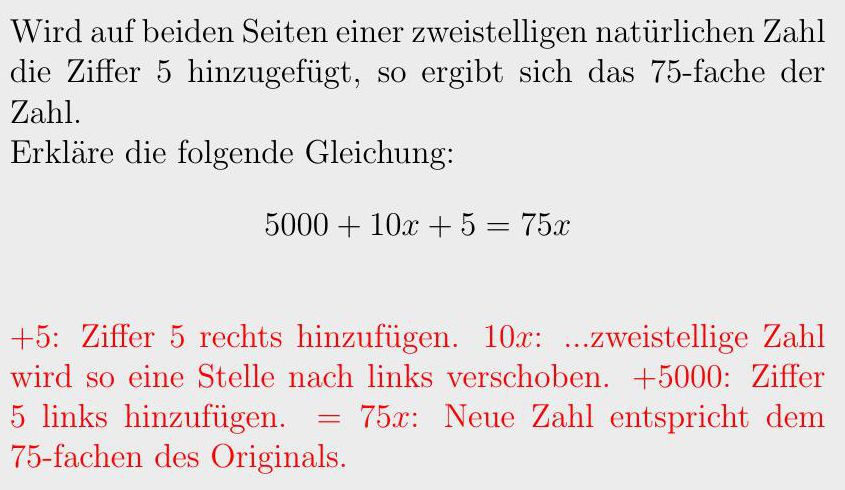 Wird auf beiden Seiten einer zweistelligen natürlichen Zahl
die Ziffer 5 hinzugefügt, so ergibt sich das 75-fache der
Zahl.
Erkläre die folgende Gleichung:
5000 + 10x + 5 = 75x
+5: Ziffer 5 rechts hinzufügen. 10x: ...zweistellige Zahl
wird so eine Stelle nach links verschoben. +5000: Ziffer
5 links hinzufügen. = 75x: Neue Zahl entspricht dem
75-fachen des Originals.